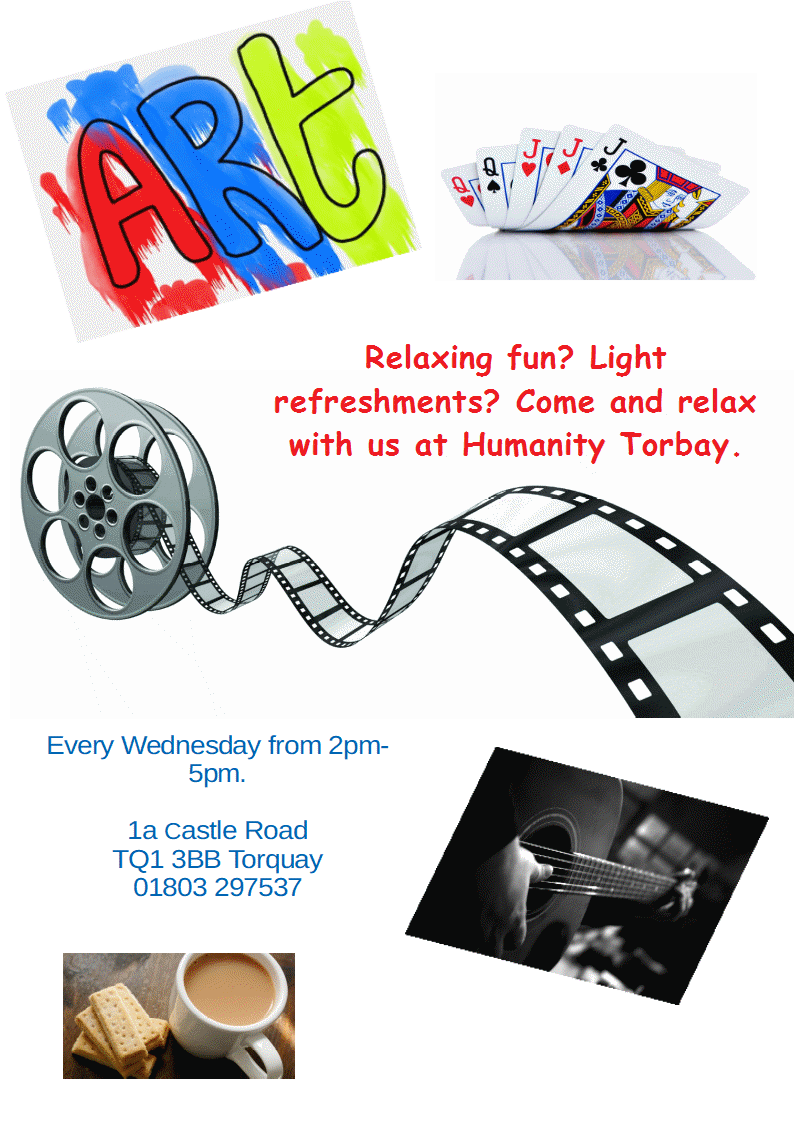 ARt
Q Q J J J
Relaxing fun? Light
refreshments? Come and relax
with us at Humanity Torbay.
Every Wednesday from 2pm-
5pm.
1a Castle Road
TQ1 3BB Torquay
01803 297537